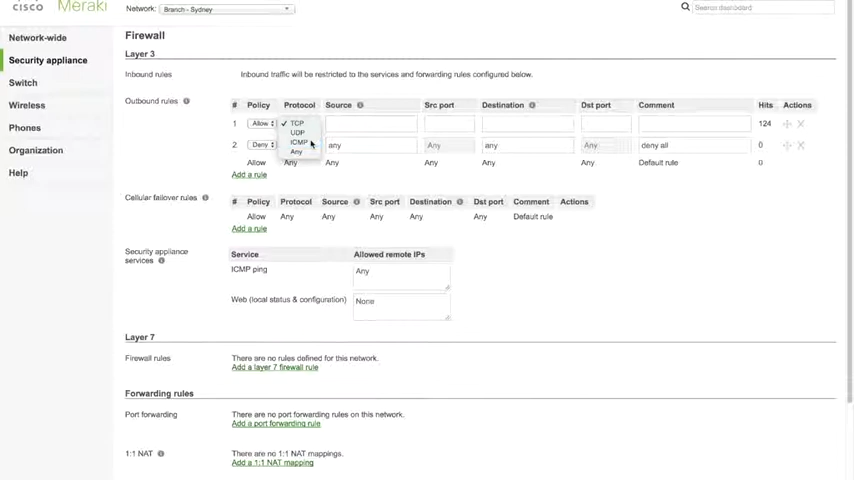 cisco Meraki Network: Branch - Sydney Search dashboard
Network-wide
Security appliance
Switch
Wireless
Phones
Organization
Help
Firewall
Layer 3
Inbound rules Inbound traffic will be restricted to the services and forwarding rules configured below.
Outbound rules # Policy Protocol Source Src port Destination Dst port Comment Hits Actions
1 Allow TCP 124
UDP
ICMP
Any
2 Deny any Any any Any deny all 0
Allow Any Any Any Any Any Default rule 0
Add a rule
Cellular failover rules # Policy Protocol Source Src port Destination Dst port Comment Actions
Allow Any Any Any Any Any Default rule
Add a rule
Security appliance services Service Allowed remote IPs
ICMP ping Any
Web (local status & configuration) None
Layer 7
Firewall rules There are no rules defined for this network.
Add a layer 7 firewall rule
Forwarding rules
Port forwarding There are no port forwarding rules on this network.
Add a port forwarding rule
1:1 NAT There are no 1:1 NAT mappings.
Add a 1:1 NAT mapping